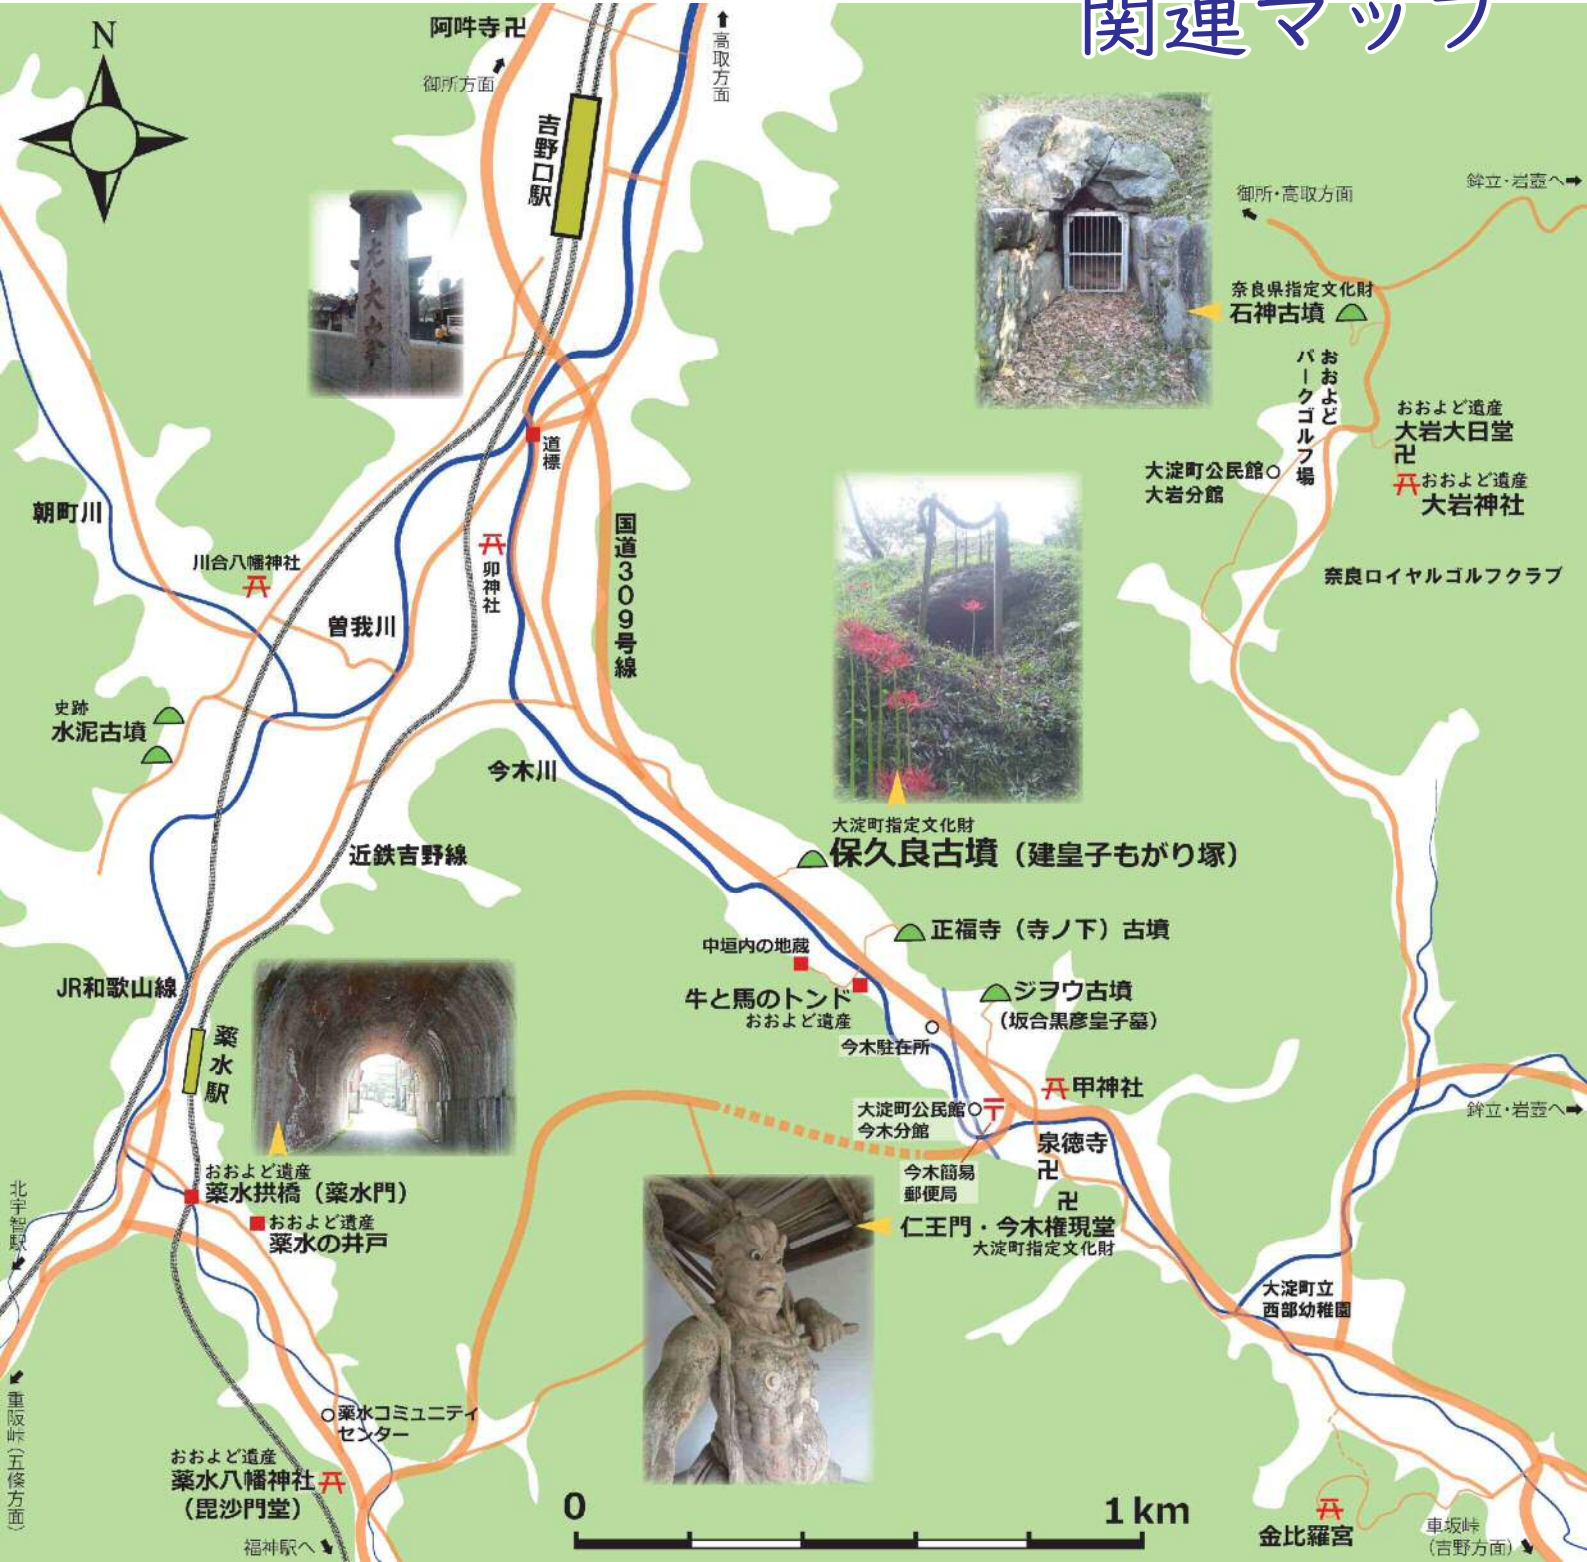 関連マップ
N
阿吽寺
卍
御所方面
高取方面
吉野口駅
御所・高取方面
鉾立・岩壺へ
奈良県指定文化財
石神古墳
おおよど
パークゴルフ場
おおよど遺産
大岩大日堂
卍
おおよど遺産
大岩神社
大淀町公民館
大岩分館
奈良ロイヤルゴルフクラブ
道標
朝町川
川合八幡神社
卯神社
国道309号線
曽我川
史跡
水泥古墳
今木川
近鉄吉野線
大淀町指定文化財
保久良古墳（建皇子もがり塚）
正福寺（寺ノ下）古墳
中垣内の地蔵
牛と馬のトンド
おおよど遺産
ジヲウ古墳
（坂合黒彦皇子墓）
今木駐在所
JR和歌山線
薬水駅
甲神社
大淀町公民館
今木分館
〒
鉾立・岩壺へ
泉徳寺
卍
今木簡易
郵便局
おおよど遺産
薬水拱橋（薬水門）
おおよど遺産
薬水の井戸
北宇智駅
卍
仁王門・今木権現堂
大淀町指定文化財
大淀町立
西部幼稚園
重阪峠（五條方面）
薬水コミュニティ
センター
おおよど遺産
薬水八幡神社
（毘沙門堂）
福神駅へ
0
1km
金比羅宮
車坂峠
（吉野方面）